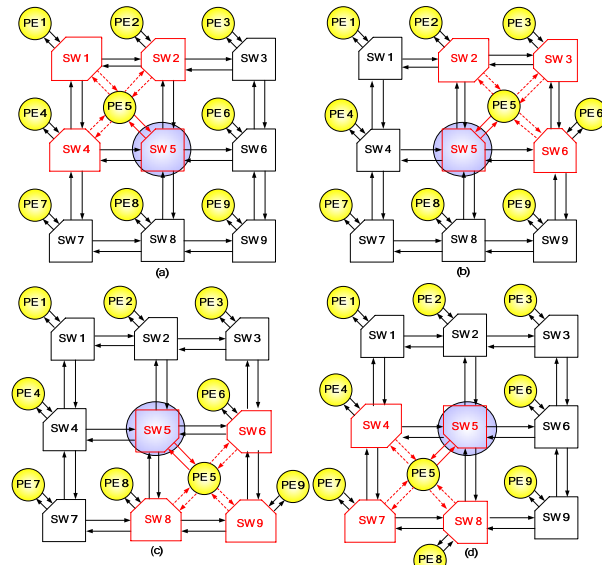 PE1 PE2 PE3
SW1 SW2 SW3
PE4 PE5 PE6
SW4 SW5 SW6
PE7 PE8 PE9
SW7 SW8 SW9
(a)
PE1 PE2 PE3
SW1 SW2 SW3
PE4 PE5 PE6
SW4 SW5 SW6
PE7 PE8 PE9
SW7 SW8 SW9
(b)
PE1 PE2 PE3
SW1 SW2 SW3
PE4 PE6
SW4 SW5 SW6
PE7 PE8 PE5 PE9
SW7 SW8 SW9
(c)
PE1 PE2 PE3
SW1 SW2 SW3
PE4 PE6
SW4 SW5 SW6
PE7 PE5 PE9
SW7 SW8 SW9
PE8 (d)